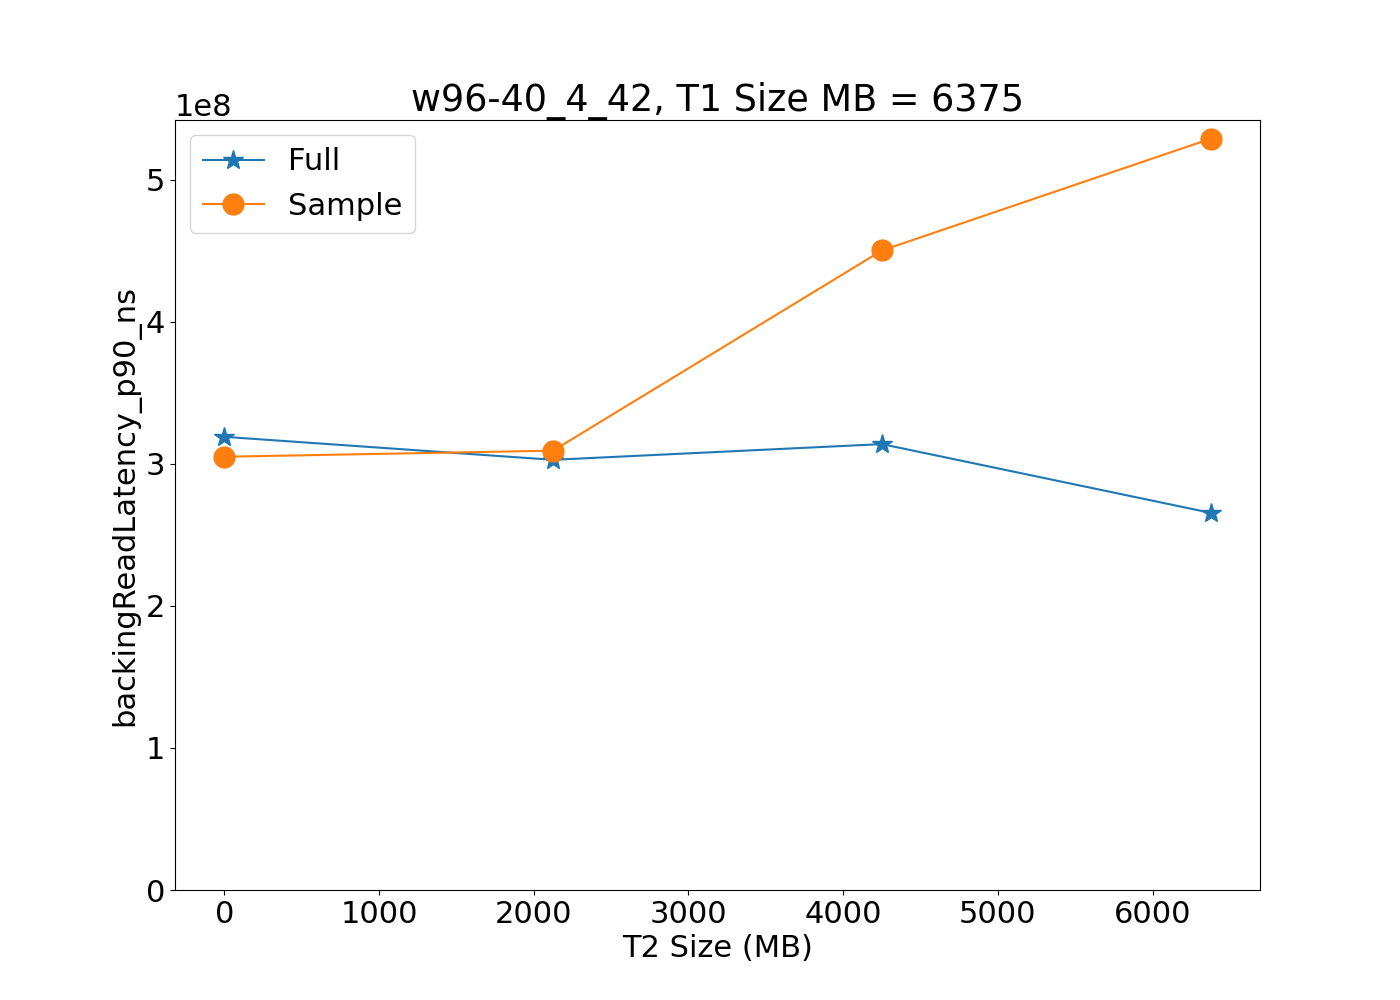 w96-40_4_42, T1 Size MB = 6375
1e8
Full
Sample
5
4
3
2
1
0
backingReadLatency_p90_ns
0 1000 2000 3000 4000 5000 6000
T2 Size (MB)